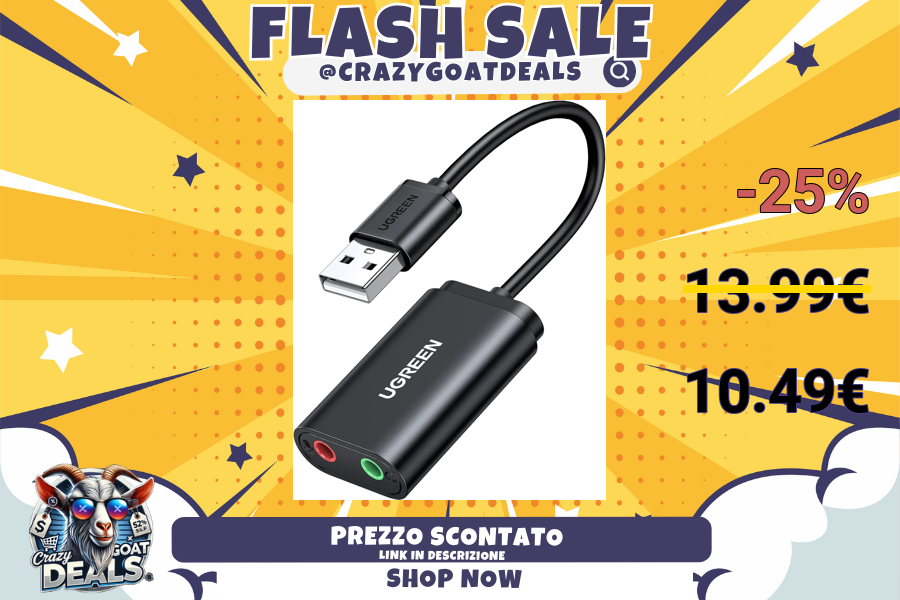 FLASH SALE
@CRAZYGOATDEALS
-25%
13.99€
10.49€
UGREEN
UGREEN
PREZZO SCONTATO
LINK IN DESCRIZIONE
SHOP NOW
$
52%
Crazy
GOAT
DEALS